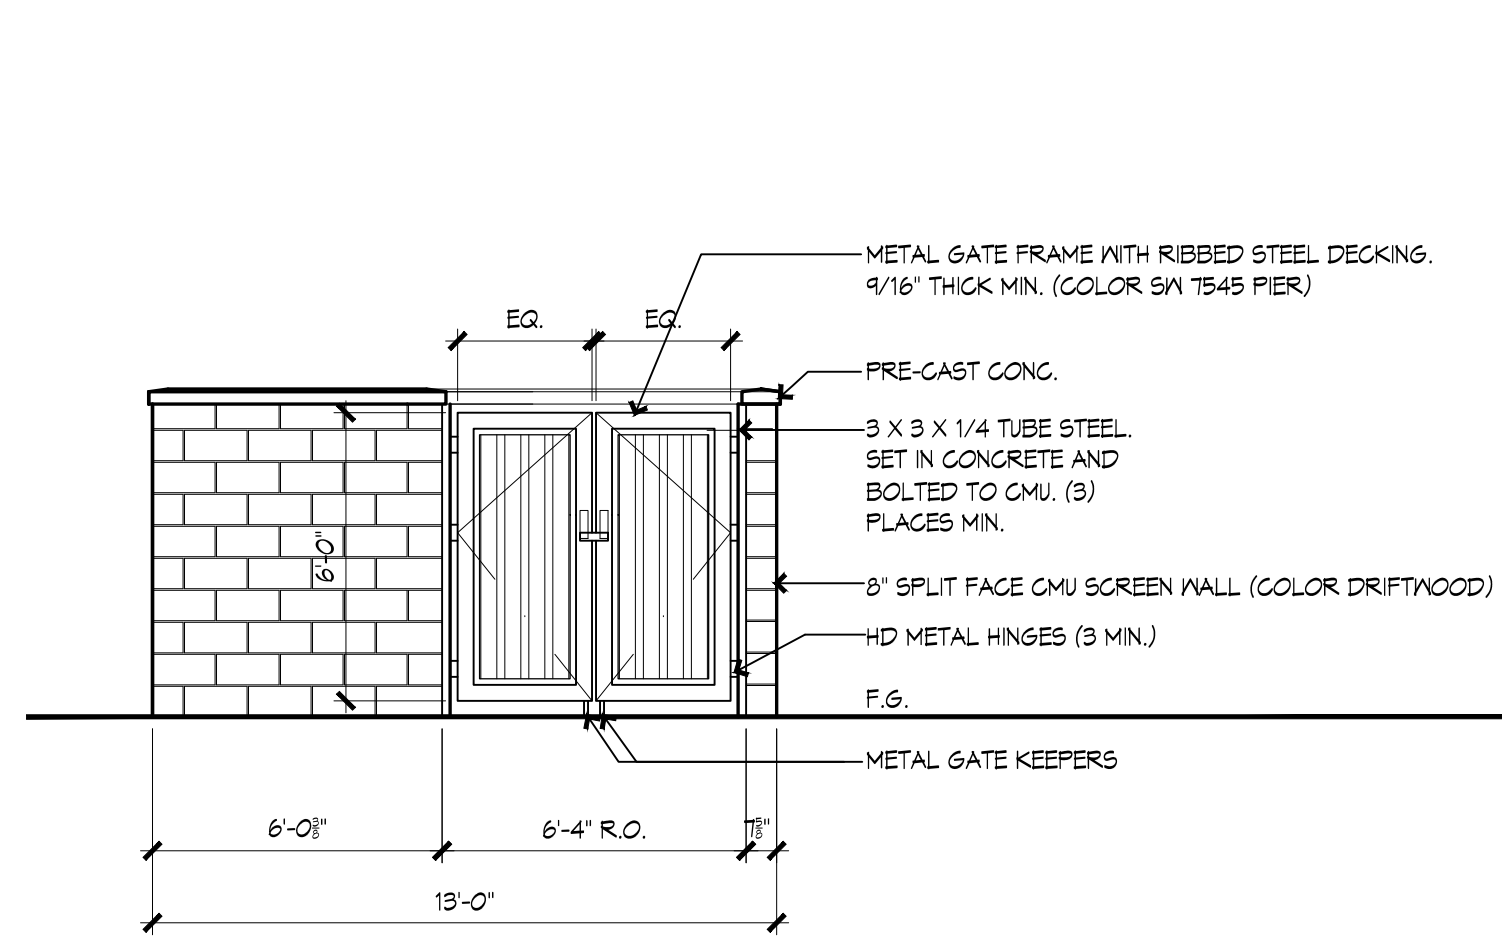 METAL GATE FRAME WITH RIBBED STEEL DECKING.
9/16" THICK MIN. (COLOR SW 7545 PIER)
EQ. EQ.
PRE-CAST CONC.
3 X 3 X 1/4 TUBE STEEL.
SET IN CONCRETE AND
BOLTED TO CMU. (3)
PLACES MIN.
6'-0"
8" SPLIT FACE CMU SCREEN WALL (COLOR DRIFTWOOD)
HD METAL HINGES (3 MIN.)
F.G.
METAL GATE KEEPERS
6'-0⅜" 6'-4" R.O. 7⅝"
13'-0"